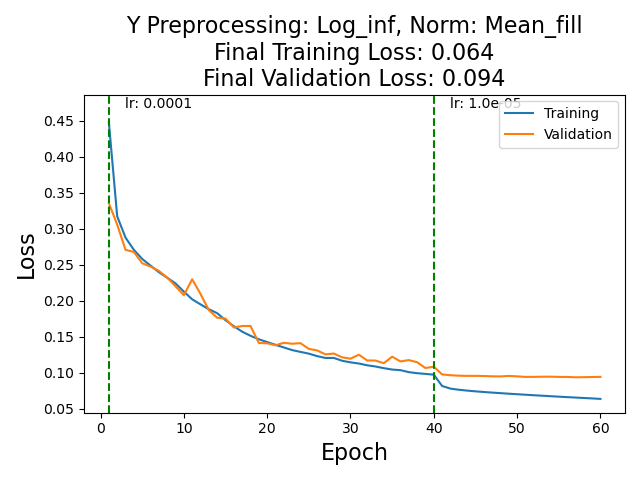 Y Preprocessing: Log_inf, Norm: Mean_fill
Final Training Loss: 0.064
Final Validation Loss: 0.094
lr: 0.0001
lr: 1.0e-05
Training
Validation
0.45
0.40
0.35
0.30
0.25
0.20
0.15
0.10
0.05
Loss
0 10 20 30 40 50 60
Epoch